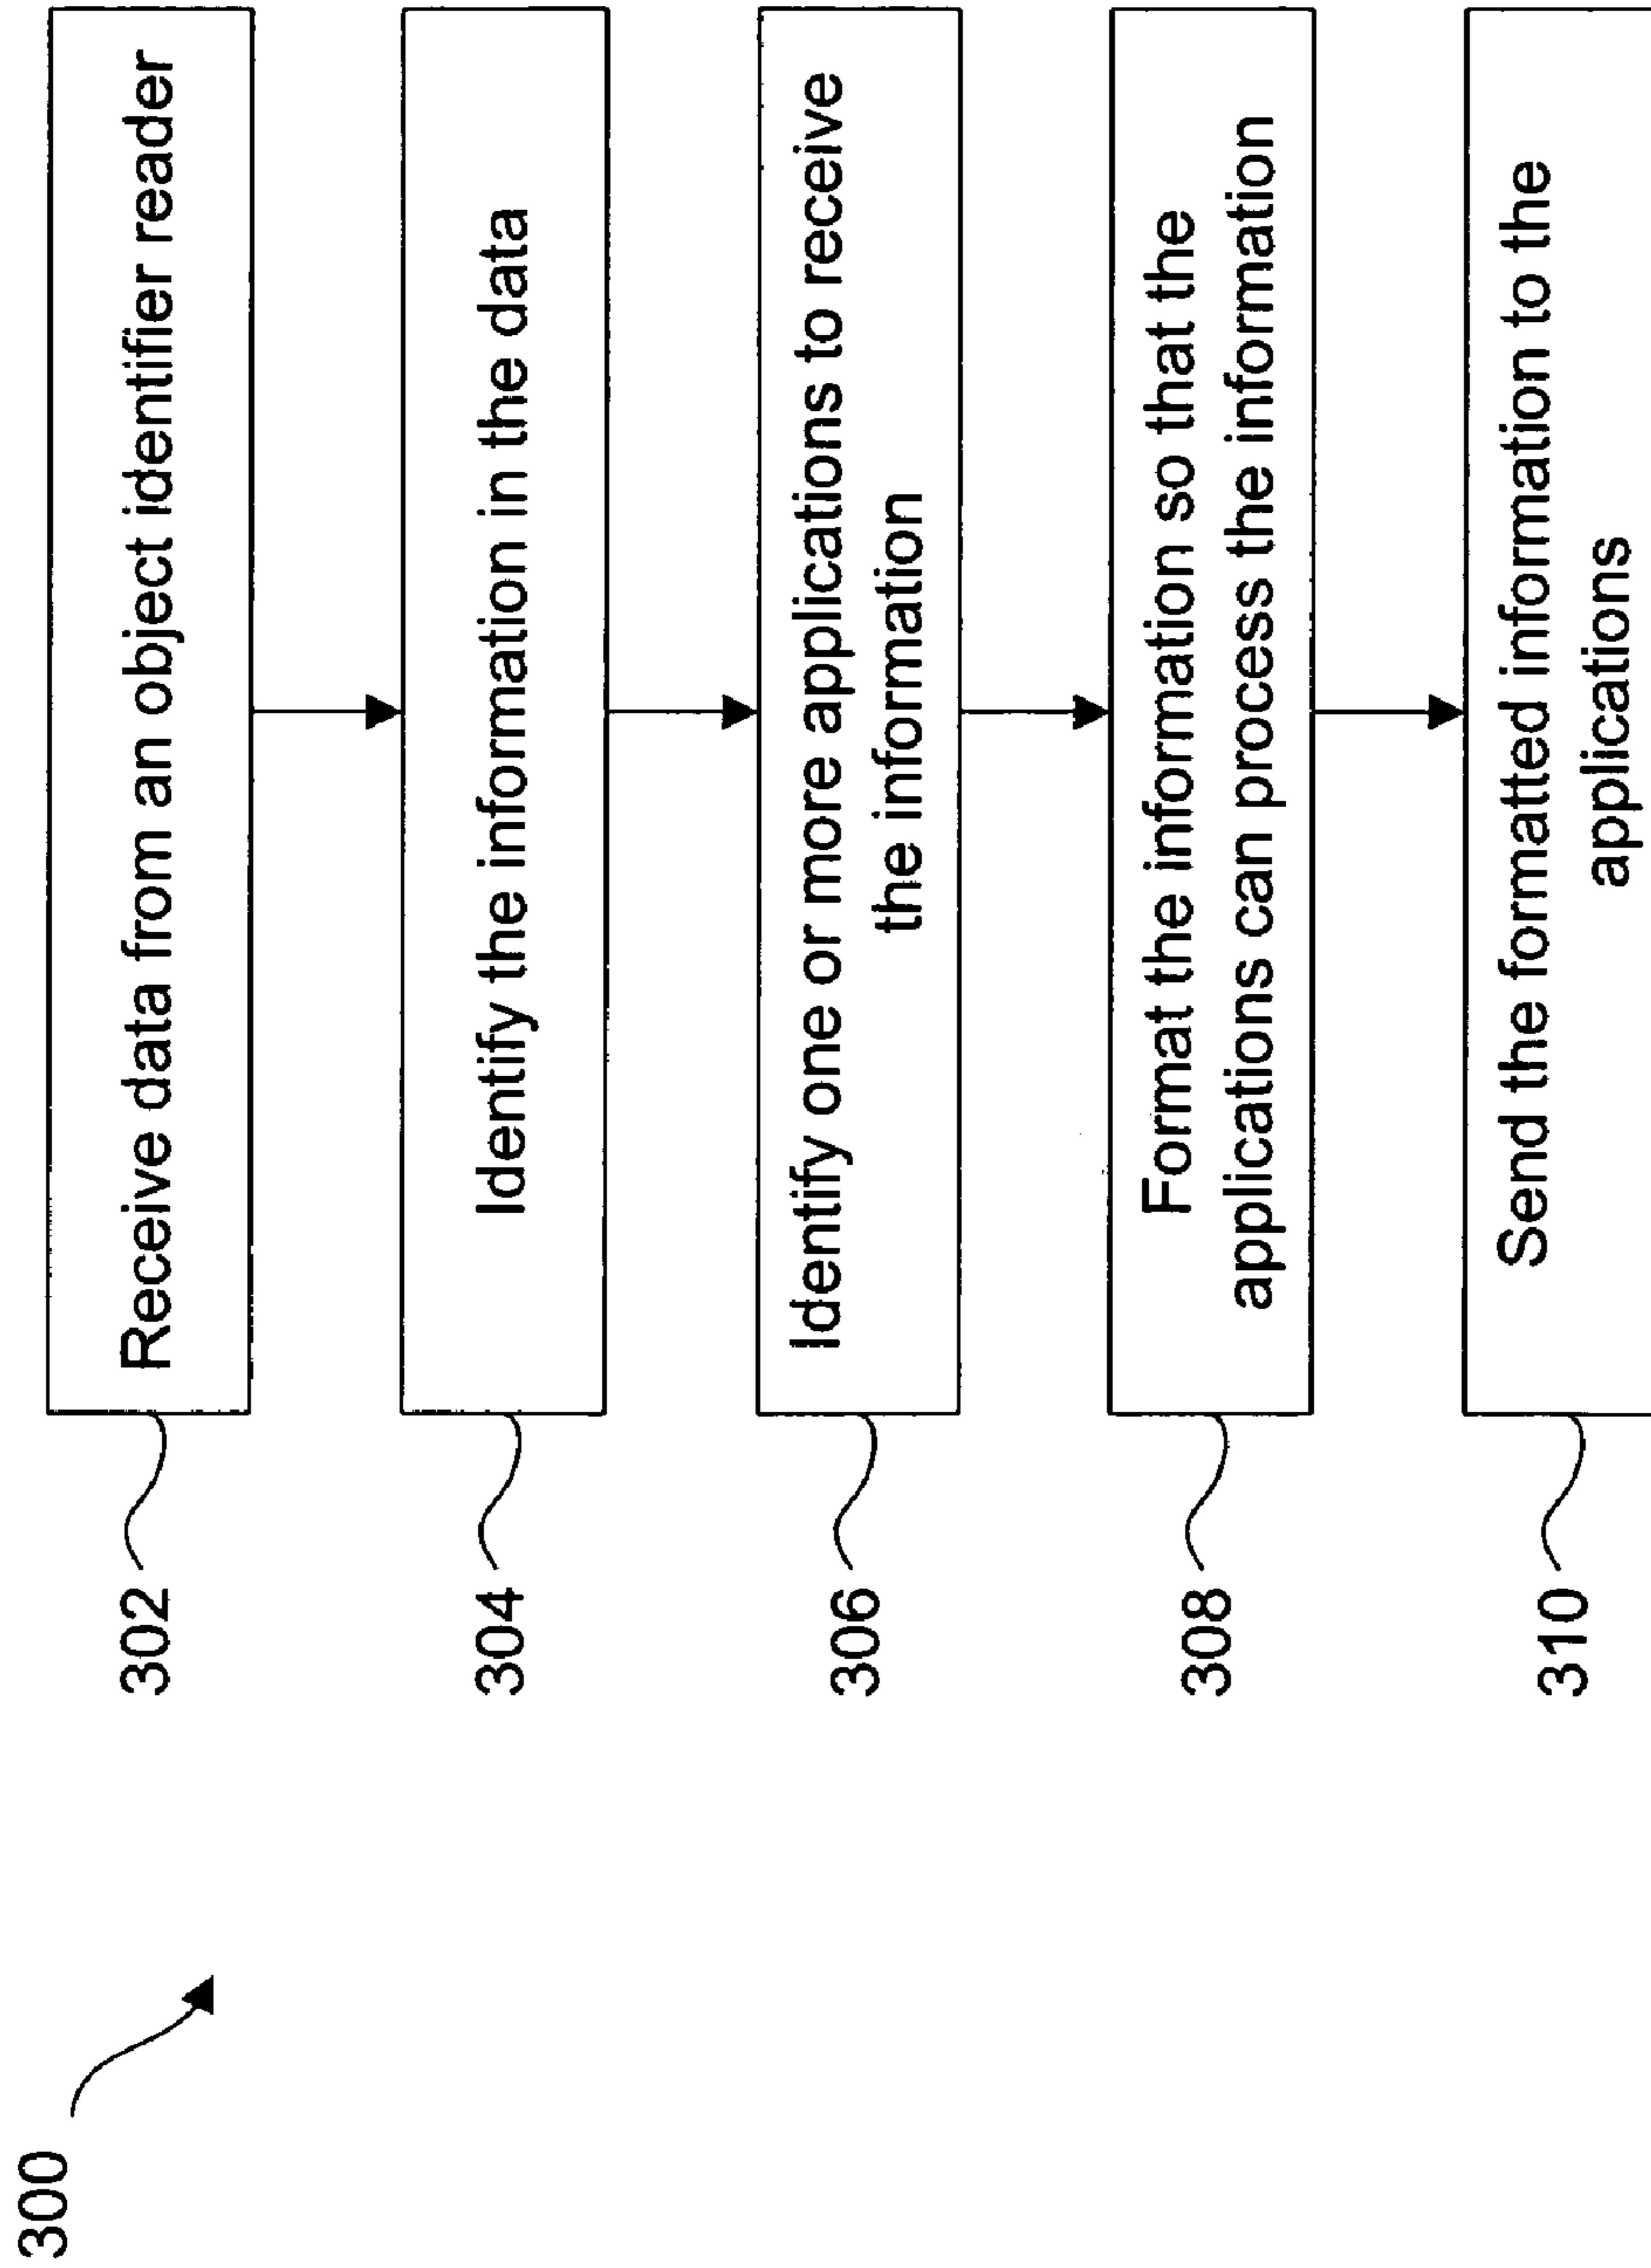 300
302
Receive data from an object identifier reader
304
Identify the information in the data
306
Identify one or more applications to receive
the information
308
Format the information so that the
applications can process the information
310
Send the formatted information to the
applications